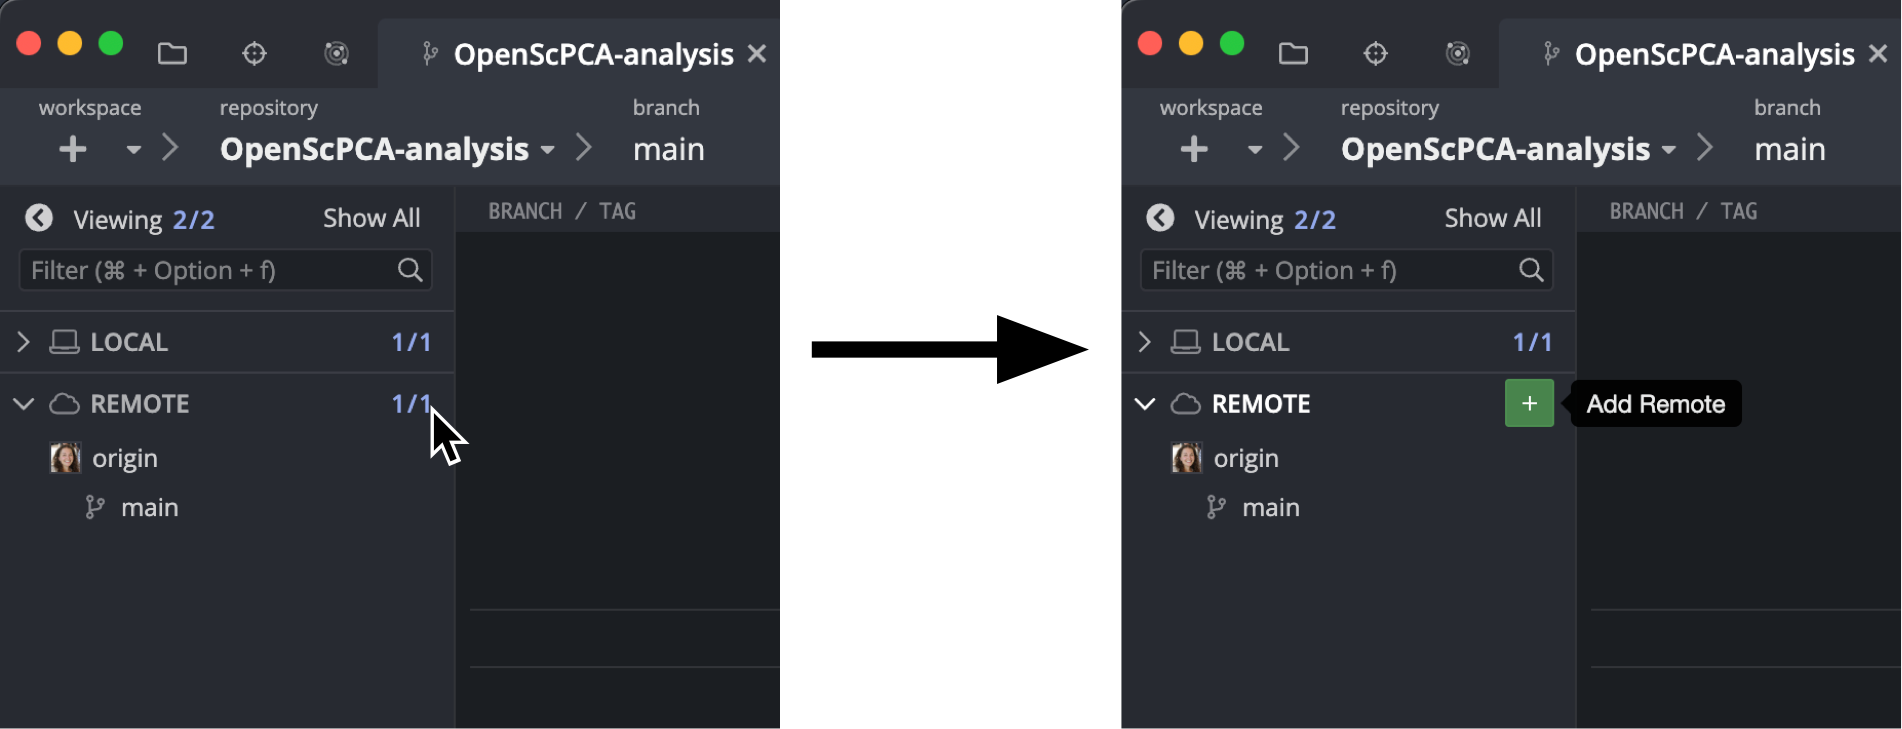 OpenScPCA-analysis
workspace repository branch
OpenScPCA-analysis main
Viewing 2/2 Show All
BRANCH / TAG
Filter (⌘ + Option + f)
LOCAL 1/1
REMOTE 1/1
origin
main
OpenScPCA-analysis
workspace repository branch
OpenScPCA-analysis main
Viewing 2/2 Show All
BRANCH / TAG
Filter (⌘ + Option + f)
LOCAL 1/1
REMOTE + Add Remote
origin
main